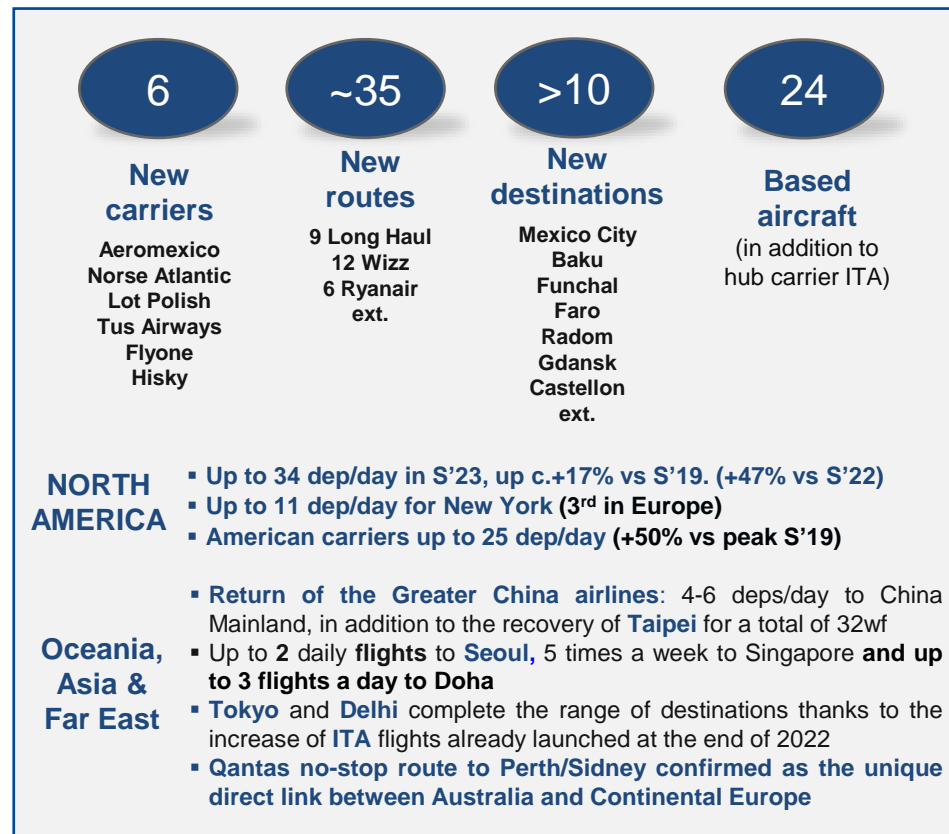 6
New
carriers
Aeromexico
Norse Atlantic
Lot Polish
Tus Airways
Flyone
Hisky
~35
New
routes
9 Long Haul
12 Wizz
6 Ryanair
ext.
>10
New
destinations
Mexico City
Baku
Funchal
Faro
Radom
Gdansk
Castellon
ext.
24
Based
aircraft
(in addition to
hub carrier ITA)
NORTH
AMERICA
▪ Up to 34 dep/day in S’23, up c.+17% vs S’19. (+47% vs S’22)
▪ Up to 11 dep/day for New York (3rd in Europe)
▪ American carriers up to 25 dep/day (+50% vs peak S’19)
Oceania,
Asia &
Far East
▪ Return of the Greater China airlines: 4-6 deps/day to China
Mainland, in addition to the recovery of Taipei for a total of 32wf
▪ Up to 2 daily flights to Seoul, 5 times a week to Singapore and up
to 3 flights a day to Doha
▪ Tokyo and Delhi complete the range of destinations thanks to the
increase of ITA flights already launched at the end of 2022
▪ Qantas no-stop route to Perth/Sidney confirmed as the unique
direct link between Australia and Continental Europe